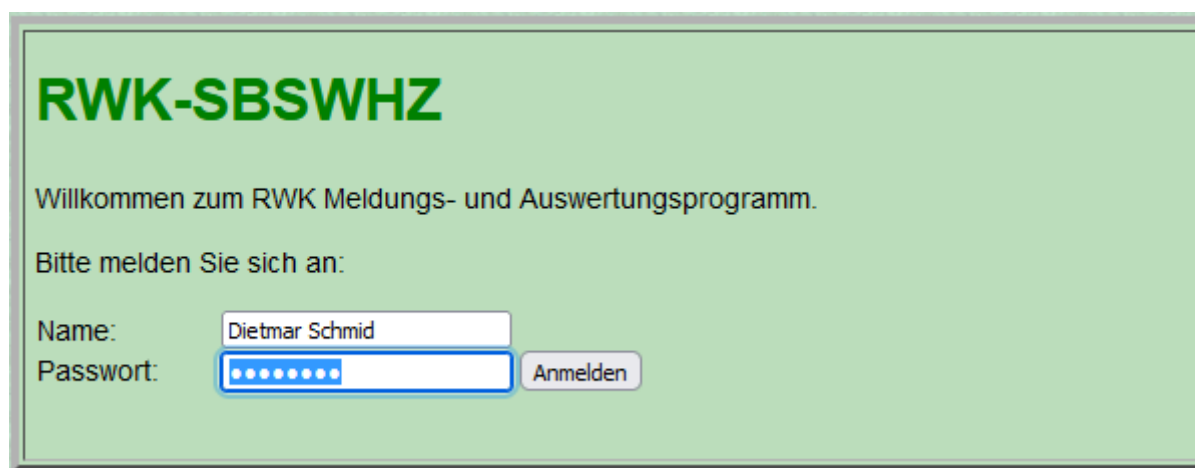 RWK-SBSWHZ
Willkommen zum RWK Meldungs- und Auswertungsprogramm.
Bitte melden Sie sich an:
Name: Dietmar Schmid
Passwort: ●●●●●●●● Anmelden